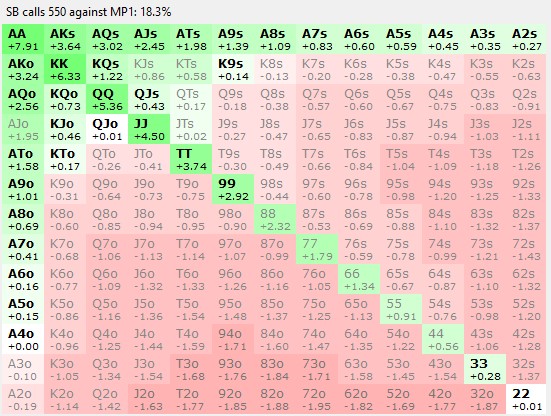 SB calls 550 against MP1: 18.3%
AA AKs AQs AJs ATs A9s A8s A7s A6s A5s A4s A3s A2s
+7.91 +3.64 +3.02 +2.45 +1.98 +1.39 +1.09 +0.83 +0.60 +0.59 +0.45 +0.35 +0.27
AKo KK KQs KJs KTs K9s K8s K7s K6s K5s K4s K3s K2s
+3.24 +6.33 +1.22 +0.86 +0.58 +0.14 -0.13 -0.20 -0.28 -0.38 -0.47 -0.55 -0.63
AQo KQo QQ QJs QTs Q9s Q8s Q7s Q6s Q5s Q4s Q3s Q2s
+2.56 +0.73 +5.36 +0.43 +0.17 -0.18 -0.38 -0.57 -0.60 -0.67 -0.75 -0.83 -0.91
AJo KJo QJo JJ JTs J9s J8s J7s J6s J5s J4s J3s J2s
+1.95 +0.46 +0.01 +4.50 +0.02 -0.27 -0.47 -0.65 -0.83 -0.87 -0.94 -1.03 -1.11
ATo KTo QTo JTo TT T9s T8s T7s T6s T5s T4s T3s T2s
+1.58 +0.17 -0.26 -0.41 +3.74 -0.30 -0.49 -0.66 -0.84 -1.04 -1.09 -1.18 -1.26
A9o K9o Q9o J9o T9o 99 98s 97s 96s 95s 94s 93s 92s
+1.01 -0.31 -0.64 -0.73 -0.75 +2.92 -0.44 -0.60 -0.78 -0.98 -1.20 -1.25 -1.33
A8o K8o Q8o J8o T8o 98o 88 87s 86s 85s 84s 83s 82s
+0.69 -0.60 -0.85 -0.94 -0.95 -0.90 +2.32 -0.53 -0.69 -0.88 -1.10 -1.32 -1.37
A7o K7o Q7o J7o T7o 97o 87o 77 76s 75s 74s 73s 72s
+0.41 -0.68 -1.06 -1.13 -1.14 -1.07 -0.99 +1.79 -0.59 -0.78 -0.99 -1.21 -1.43
A6o K6o Q6o J6o T6o 96o 86o 76o 66 65s 64s 63s 62s
+0.16 -0.77 -1.09 -1.32 -1.33 -1.26 -1.16 -1.05 +1.34 -0.67 -0.87 -1.10 -1.32
A5o K5o Q5o J5o T5o 95o 85o 75o 65o 55 54s 53s 52s
+0.15 -0.86 -1.16 -1.36 -1.54 -1.48 -1.37 -1.25 -1.13 +0.91 -0.76 -0.98 -1.20
A4o K4o Q4o J4o T4o 94o 84o 74o 64o 54o 44 43s 42s
+0.00 -0.96 -1.25 -1.44 -1.59 -1.71 -1.60 -1.47 -1.35 -1.22 +0.56 -1.06 -1.28
A3o K3o Q3o J3o T3o 93o 83o 73o 63o 53o 43o 33 32s
-0.10 -1.05 -1.34 -1.54 -1.68 -1.76 -1.84 -1.71 -1.58 -1.45 -1.54 +0.28 -1.37
A2o K2o Q2o J2o T2o 92o 82o 72o 62o 52o 42o 32o 22
-0.19 -1.14 -1.42 -1.63 -1.77 -1.85 -1.88 -1.95 -1.82 -1.69 -1.77 -1.87 +0.01